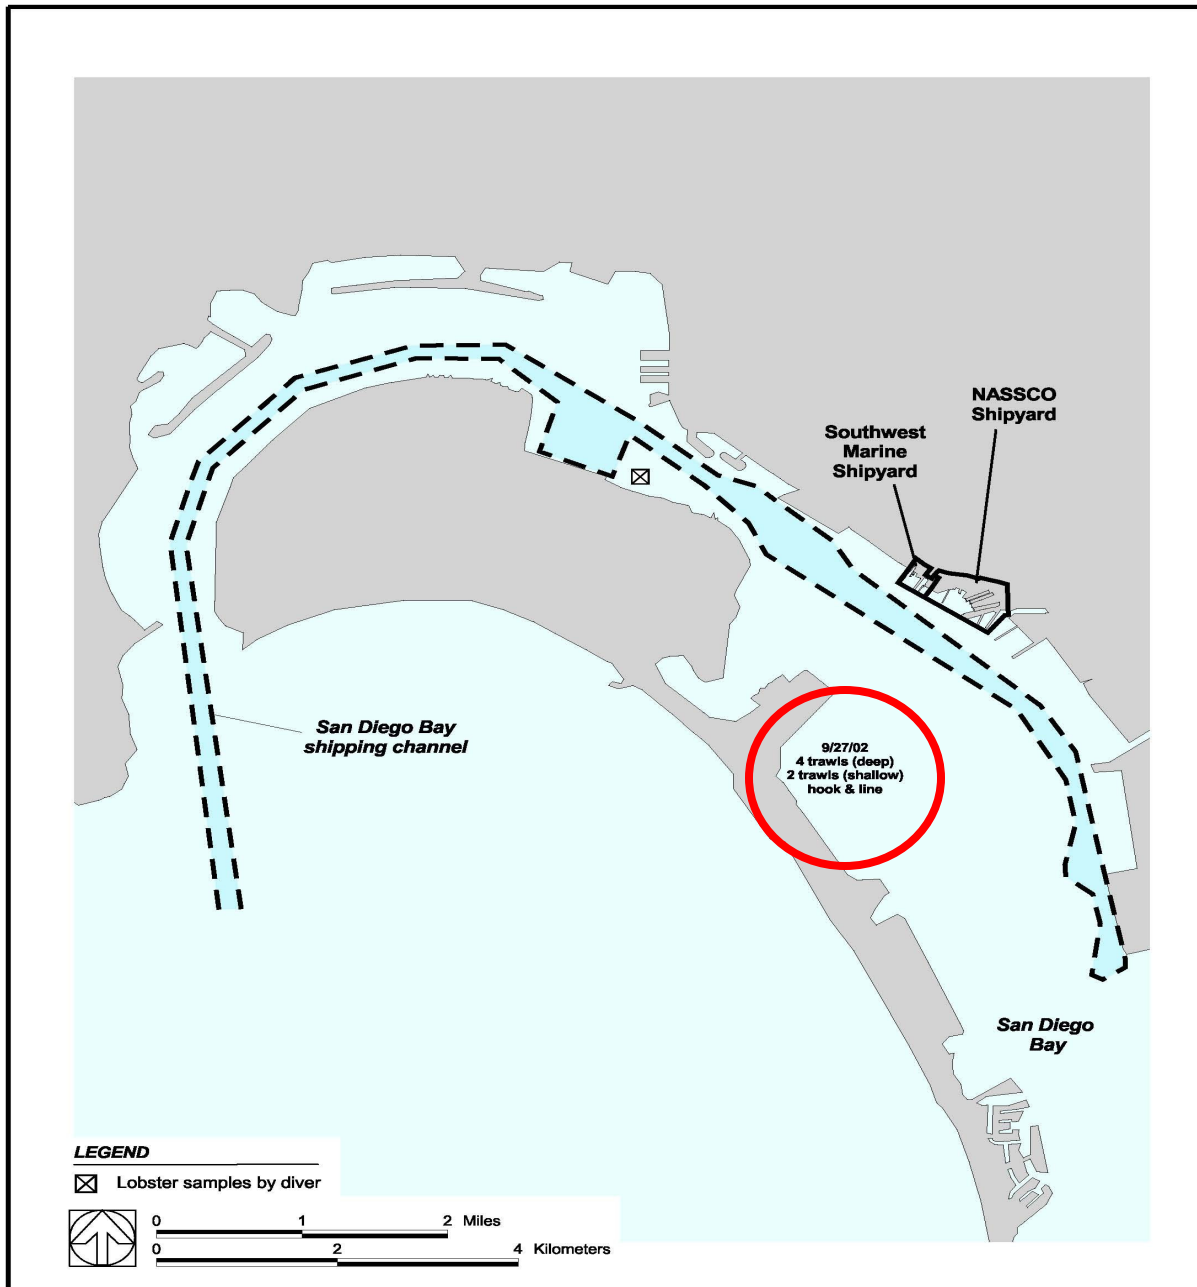 NASSCO
Shipyard
Southwest
Marine
Shipyard
San Diego Bay
shipping channel
9/27/02
4 trawls (deep)
2 trawls (shallow)
hook & line
San Diego
Bay
LEGEND
Lobster samples by diver
0 1 2 Miles
0 2 4 Kilometers